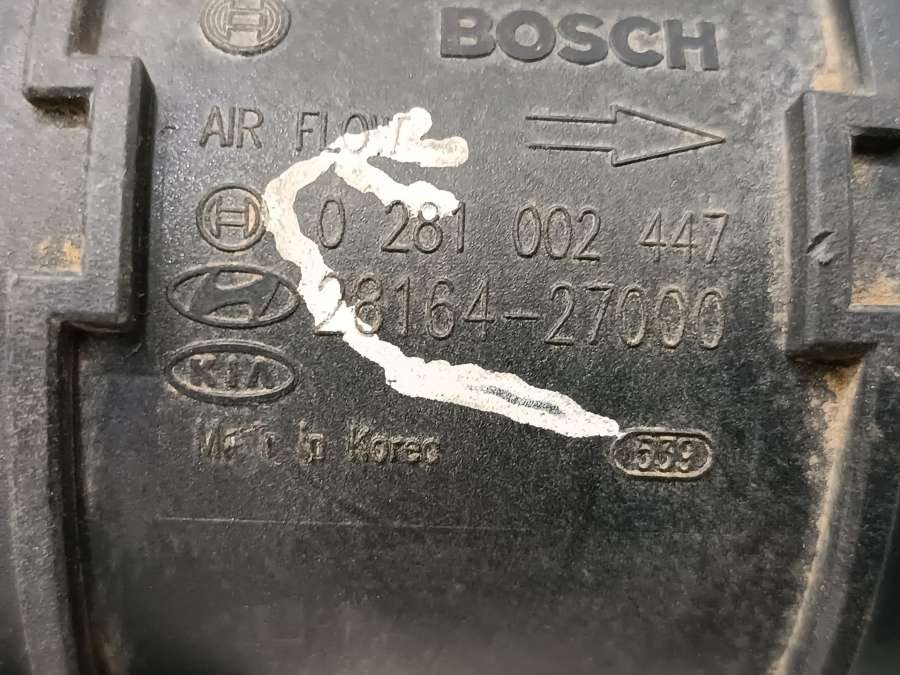 BOSCH
AIR FLOW
0 281 002 447
28164-27000
KIA
Made In Korea
539